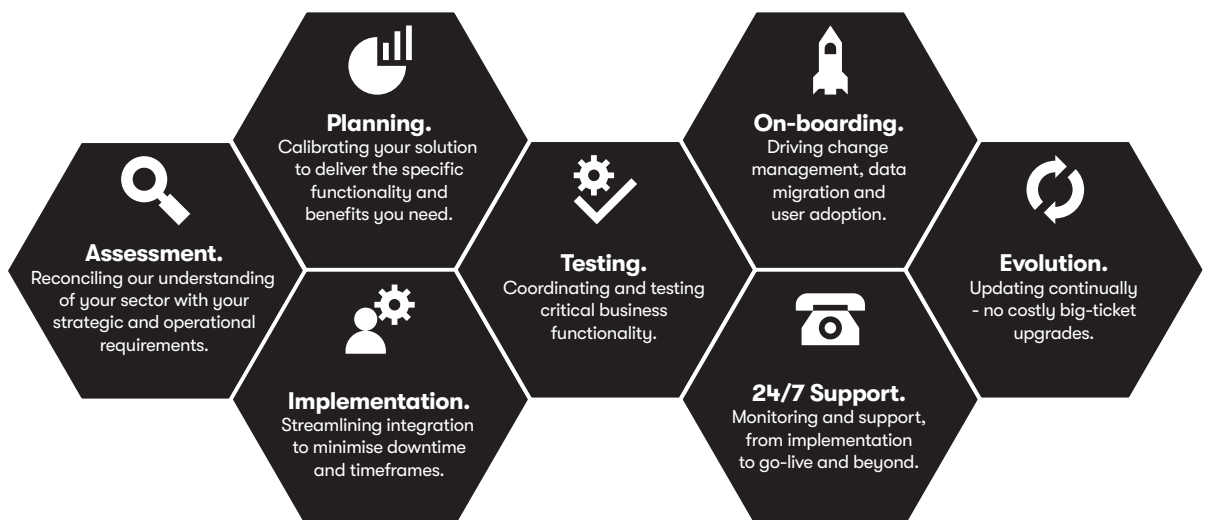 Assessment.
Reconciling our understanding
of your sector with your
strategic and operational
requirements.
Planning.
Calibrating your solution
to deliver the specific
functionality and
benefits you need.
Implementation.
Streamlining integration
to minimise downtime
and timeframes.
Testing.
Coordinating and testing
critical business
functionality.
On-boarding.
Driving change
management, data
migration and
user adoption.
24/7 Support.
Monitoring and support,
from implementation
to go-live and beyond.
Evolution.
Updating continually
- no costly big-ticket
upgrades.